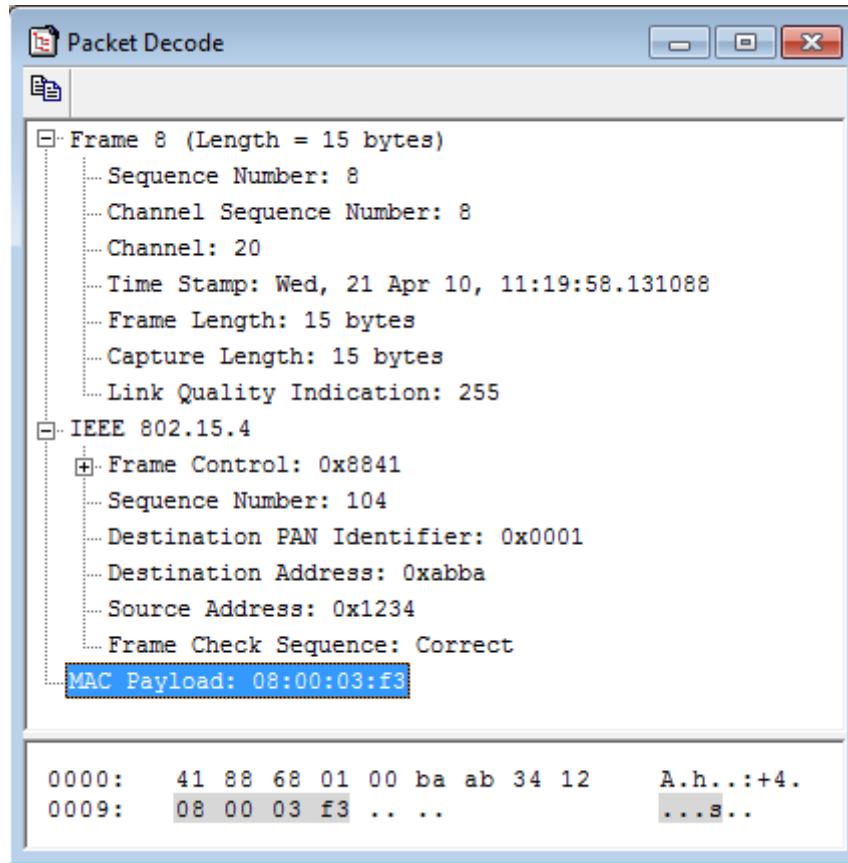 Packet Decode
Frame 8 (Length = 15 bytes)
Sequence Number: 8
Channel Sequence Number: 8
Channel: 20
Time Stamp: Wed, 21 Apr 10, 11:19:58.131088
Frame Length: 15 bytes
Capture Length: 15 bytes
Link Quality Indication: 255
IEEE 802.15.4
Frame Control: 0x8841
Sequence Number: 104
Destination PAN Identifier: 0x0001
Destination Address: 0xabba
Source Address: 0x1234
Frame Check Sequence: Correct
MAC Payload: 08:00:03:f3
0000: 41 88 68 01 00 ba ab 34 12 A.h..:+4.
0009: 08 00 03 f3 .. .. ...s..